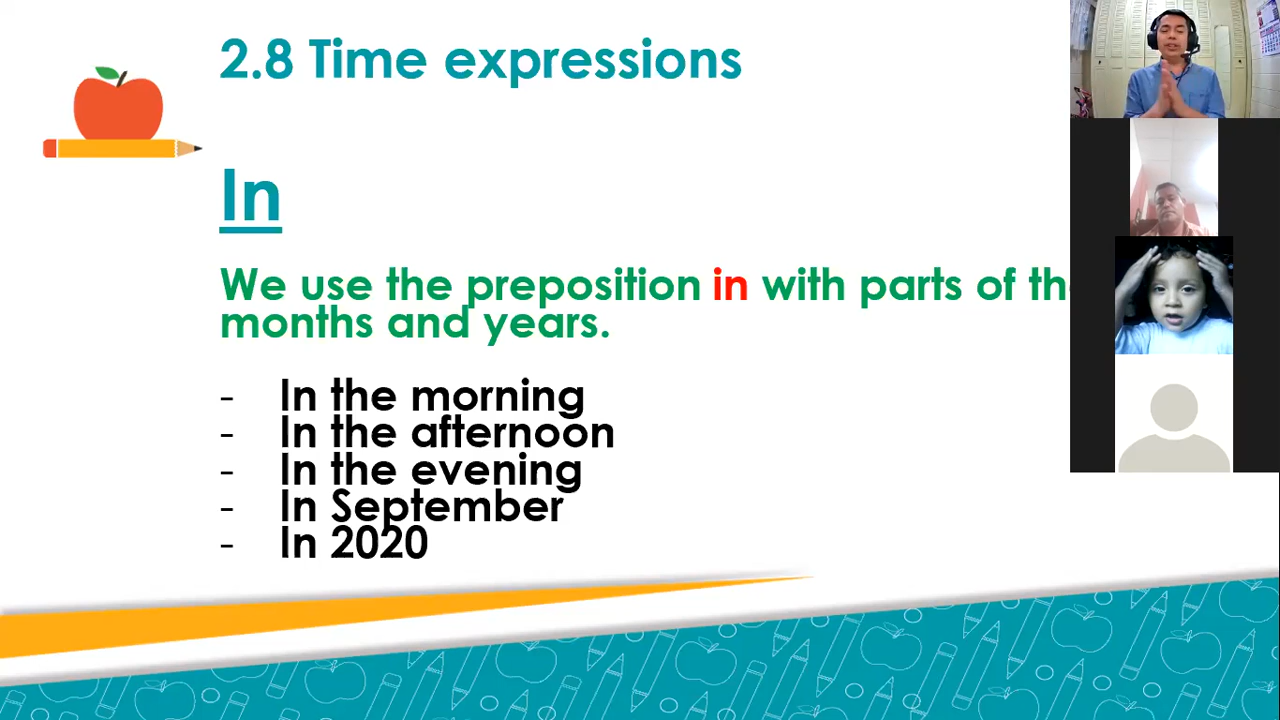 2.8 Time expressions
In
We use the preposition in with parts of
months and years.
- In the morning
- In the afternoon
- In the evening
- In September
- In 2020